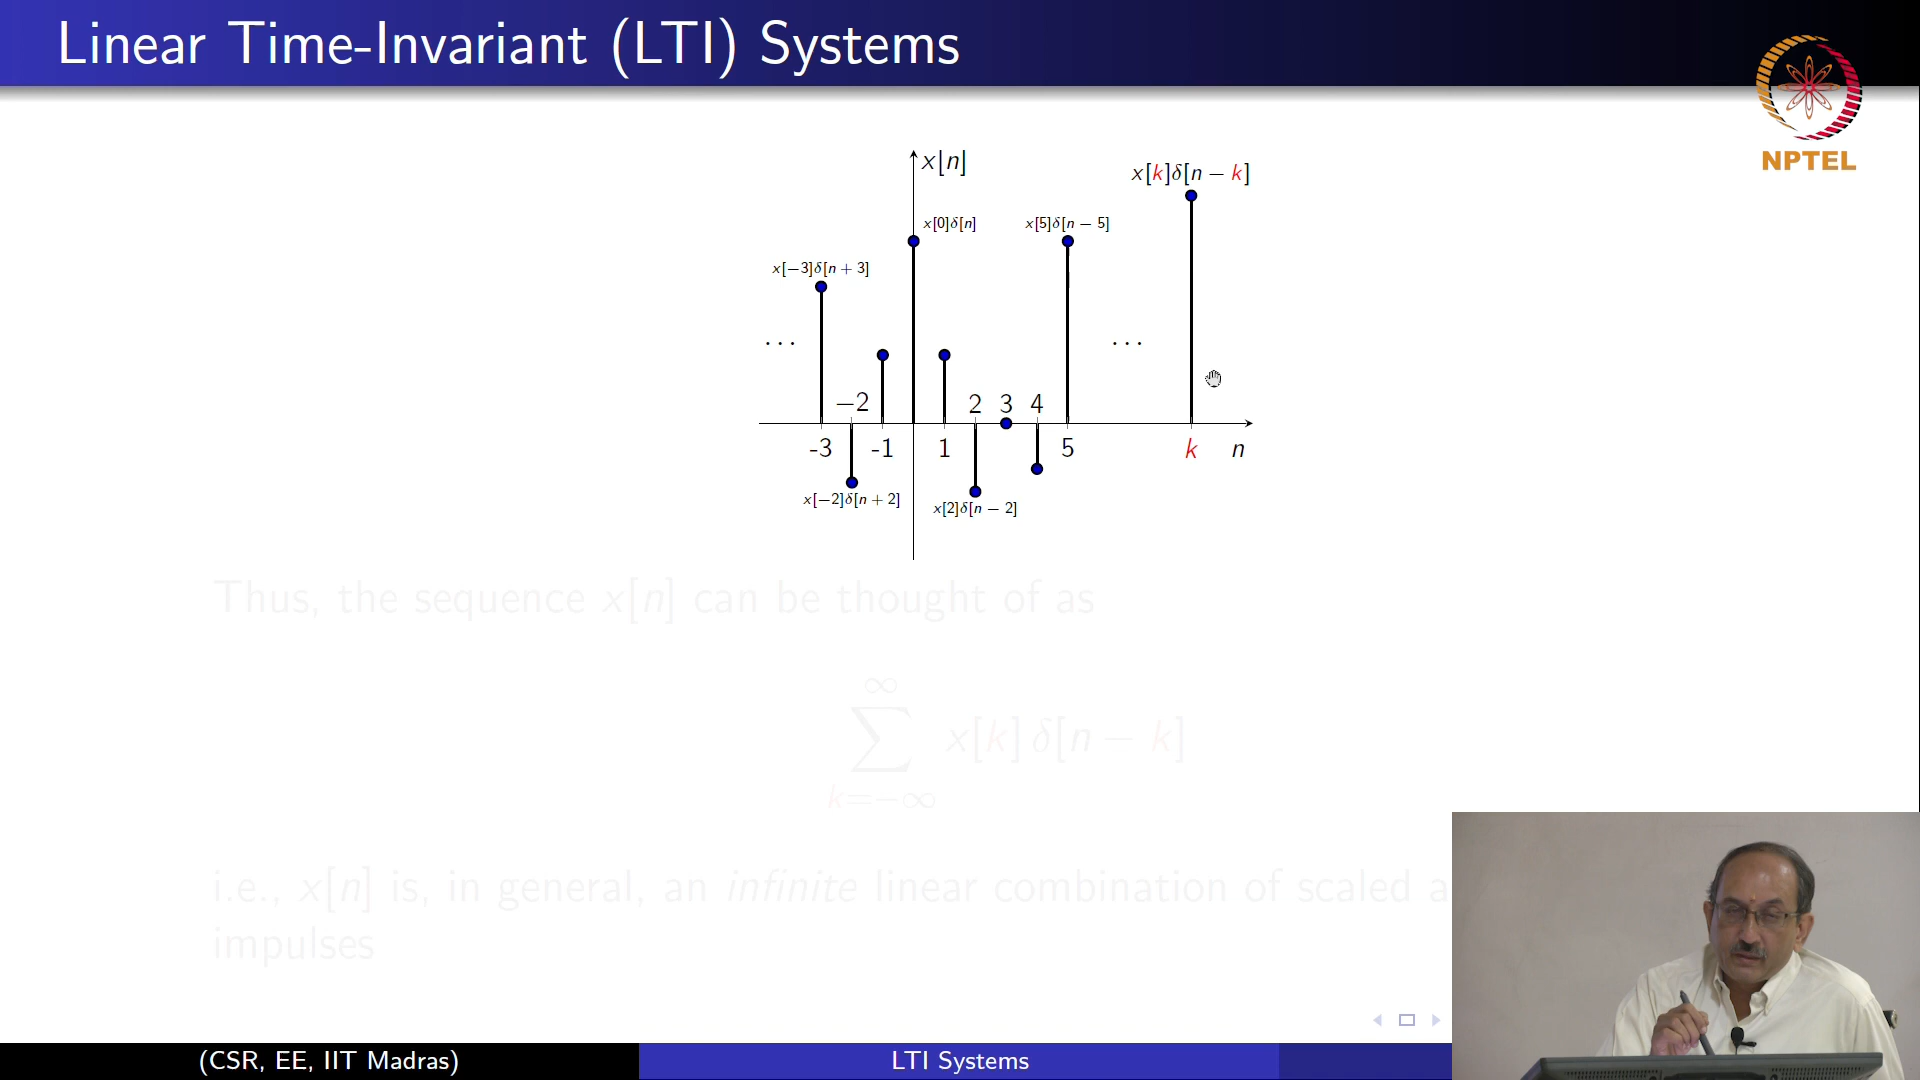 Linear Time-Invariant (LTI) Systems
NPTEL
x[n]
x[k]δ[n − k]
x[0]δ[n]
x[5]δ[n − 5]
x[−3]δ[n + 3]
. . .
. . .
−2
2 3 4
-3 -1 1 5 k n
x[−2]δ[n + 2]
x[2]δ[n − 2]
Thus, the sequence x[n] can be thought of as
∞
∑ x[k] δ[n − k]
k=−∞
i.e., x[n] is, in general, an infinite linear combination of scaled a
impulses
(CSR, EE, IIT Madras)
LTI Systems